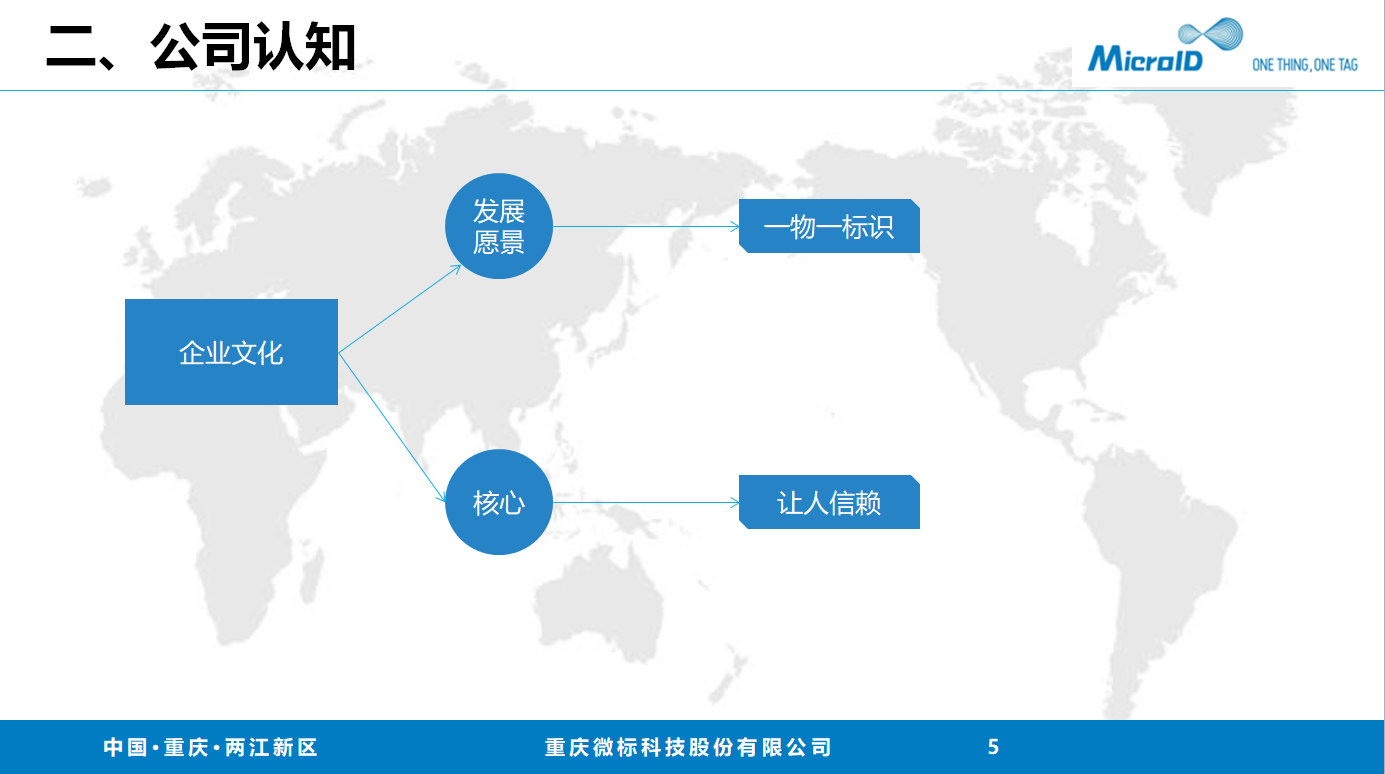 二、公司认知
MicroID
ONE THING, ONE TAG
发展
愿景
一物一标识
企业文化
核心
让人信赖
中国·重庆·两江新区
重庆微标科技股份有限公司
5